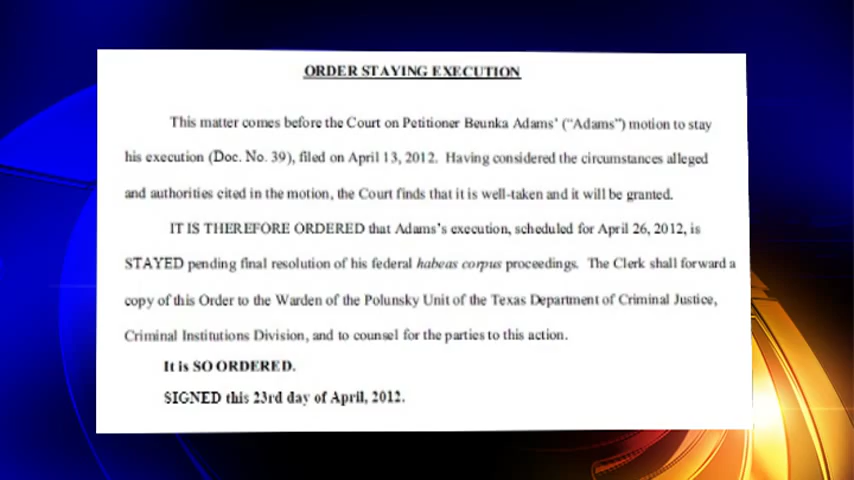 ORDER STAYING EXECUTION
This matter comes before the Court on Petitioner Beunka Adams' ("Adams") motion to stay
his execution (Doc. No. 39), filed on April 13, 2012. Having considered the circumstances alleged
and authorities cited in the motion, the Court finds that it is well-taken and it will be granted.
IT IS THEREFORE ORDERED that Adams's execution, scheduled for April 26, 2012, is
STAYED pending final resolution of his federal habeas corpus proceedings. The Clerk shall forward a
copy of this Order to the Warden of the Polunsky Unit of the Texas Department of Criminal Justice,
Criminal Institutions Division, and to counsel for the parties to this action.
It is SO ORDERED.
SIGNED this 23rd day of April, 2012.